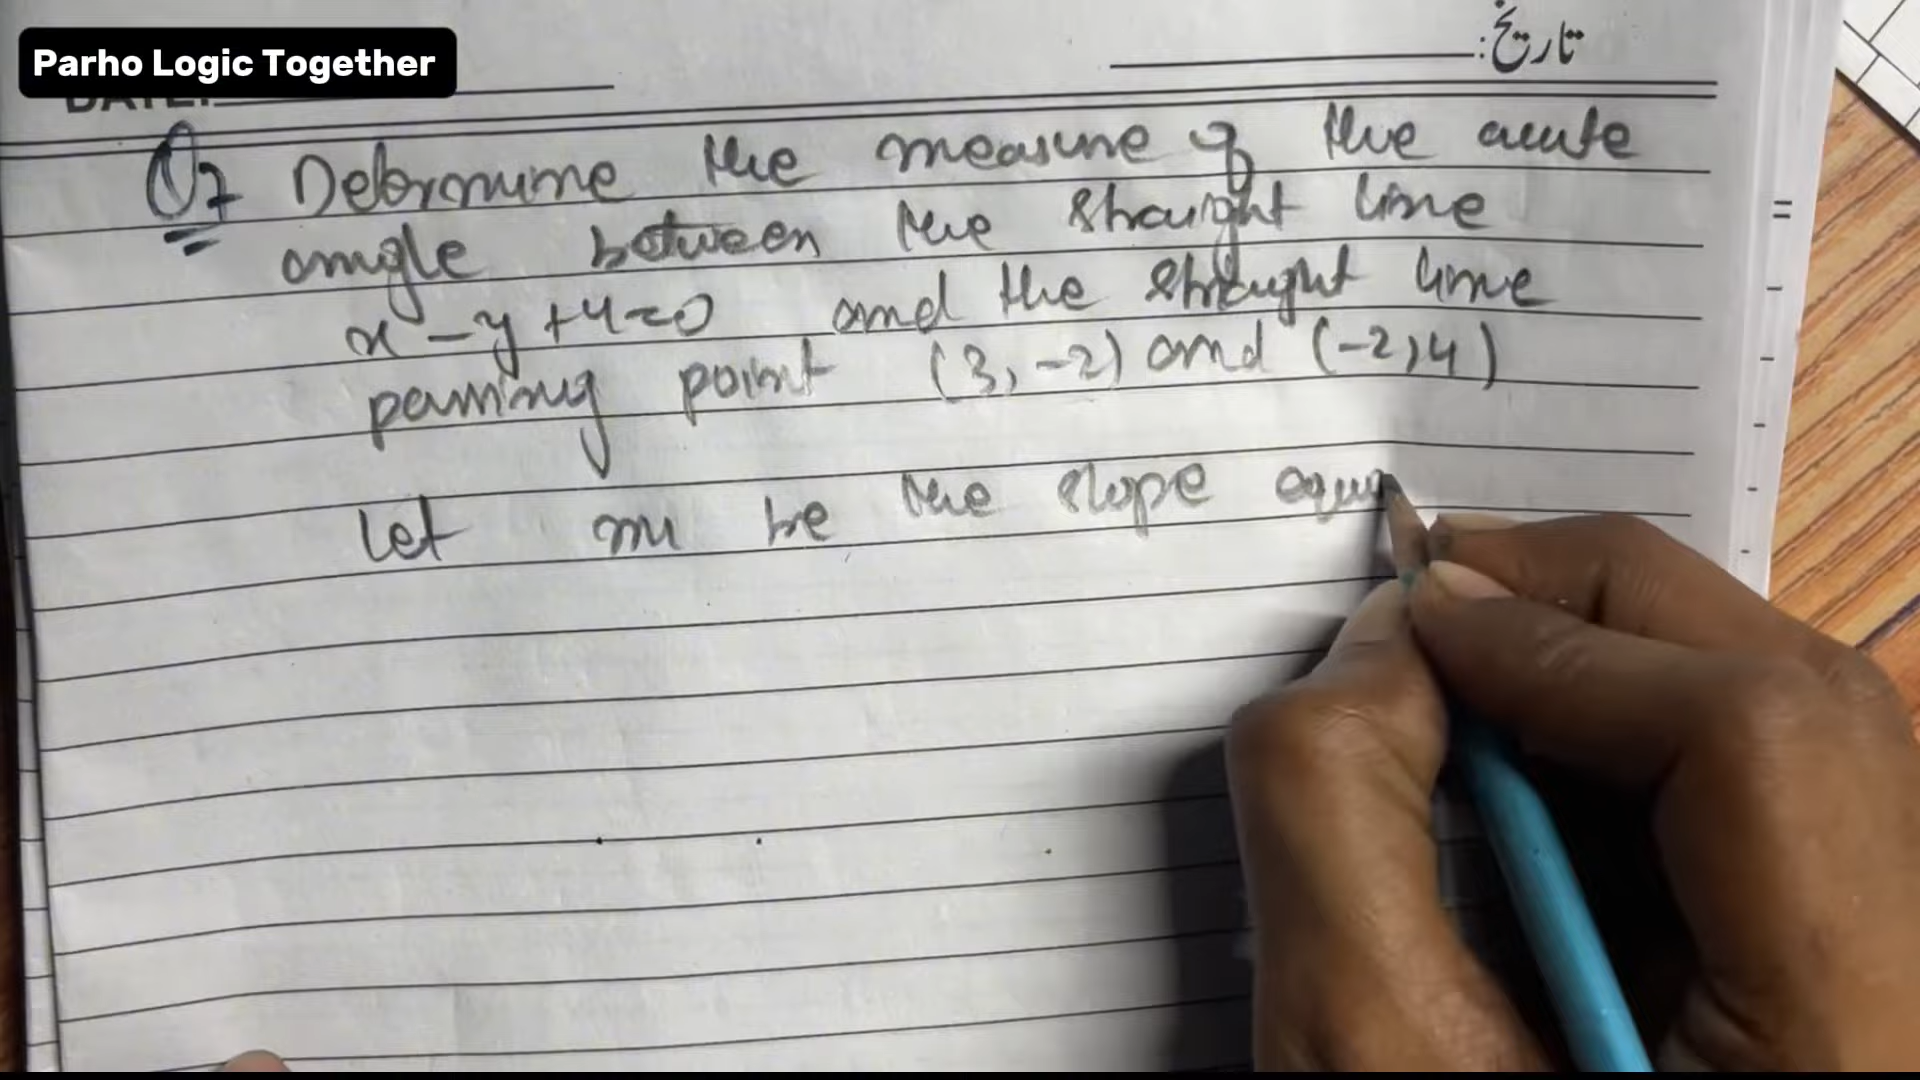 Parho Logic Together
تاریخ:
DATE:
Q7 Determine the measure of the acute
angle between the straight line
x - y + 4 = 0 and the straight line
passing point (3, -2) and (-2, 4)
Let m be the slope